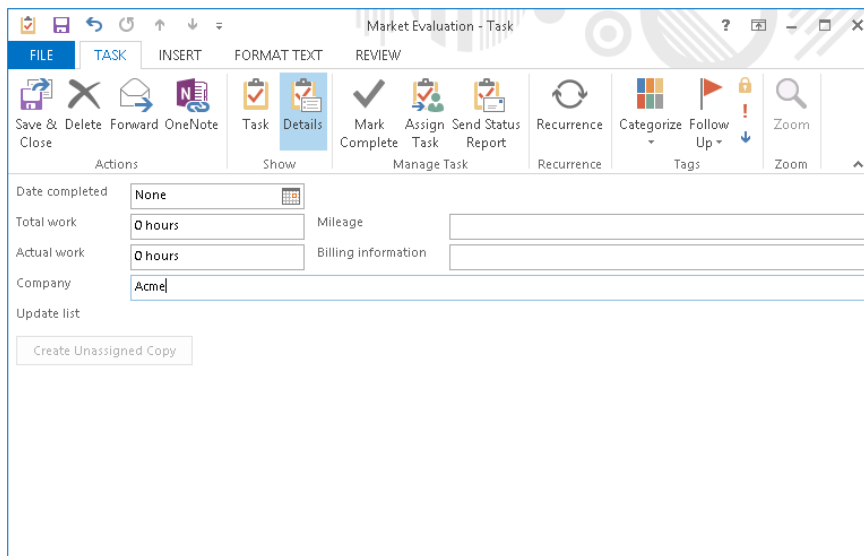 Market Evaluation - Task
?
FILE TASK INSERT FORMAT TEXT REVIEW
Save & Close Delete Forward OneNote Task Details Mark Complete Assign Task Send Status Report Recurrence Categorize Follow Up ! Zoom
Actions Show Manage Task Recurrence Tags Zoom
Date completed None
Total work 0 hours Mileage
Actual work 0 hours Billing information
Company Acme
Update list
Create Unassigned Copy